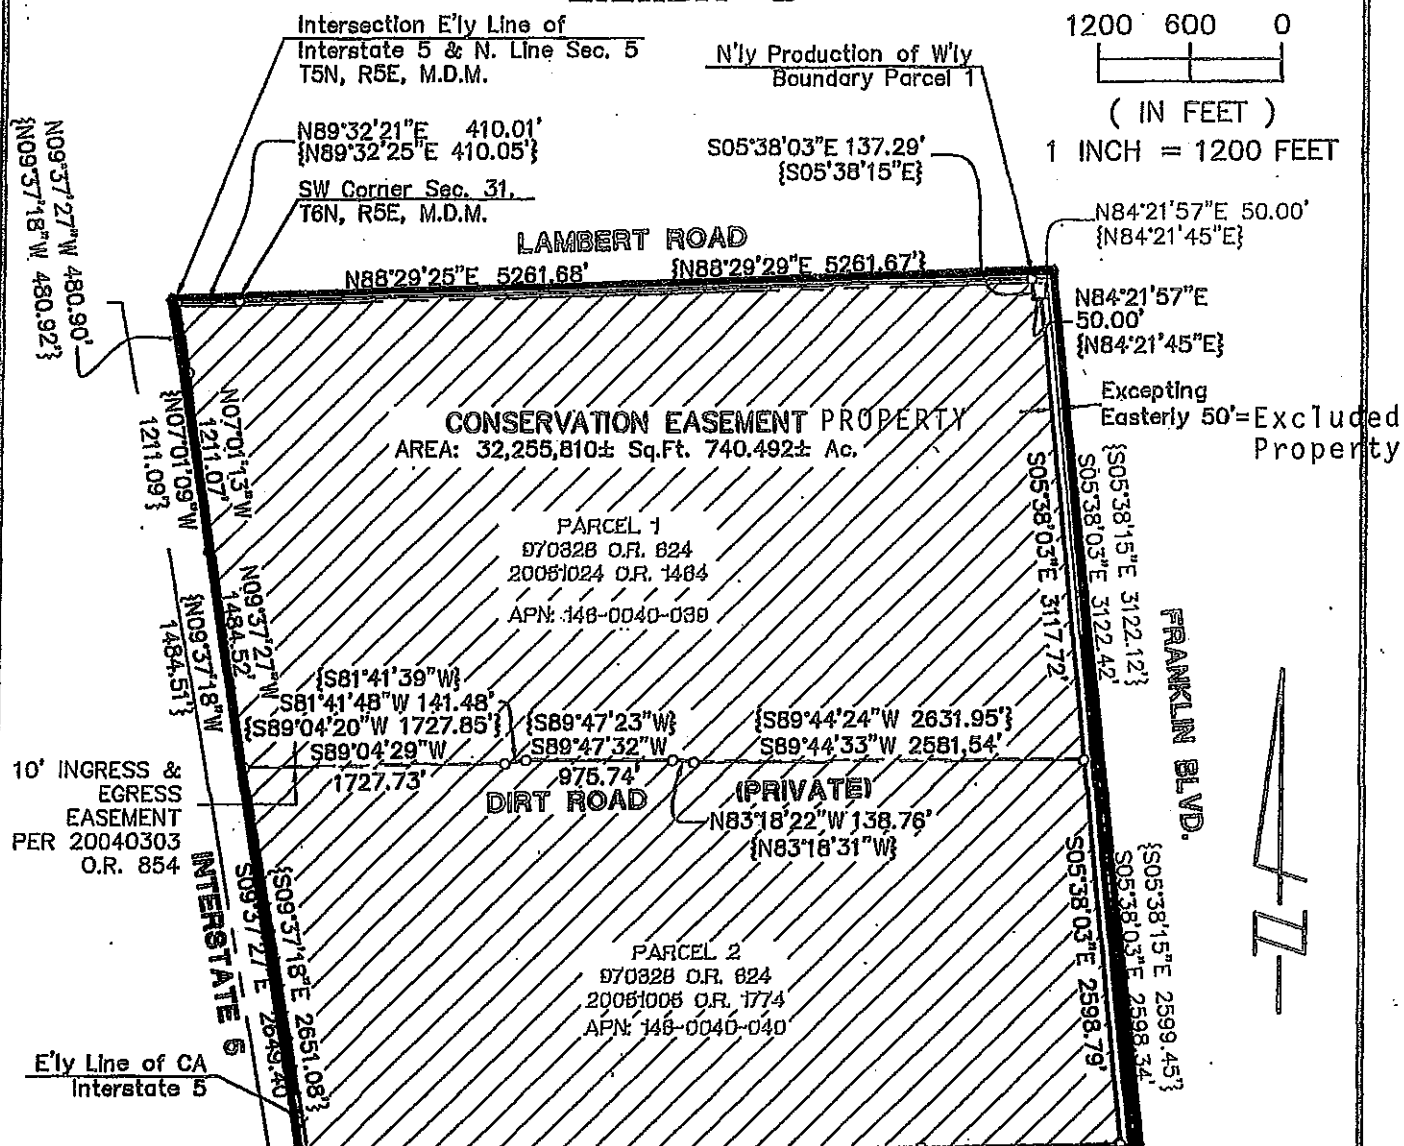 Intersection E'ly Line of
Interstate 5 & N. Line Sec. 5
T5N, R5E, M.D.M.
N'ly Production of W'ly
Boundary Parcel 1
1200 600 0
( IN FEET )
1 INCH = 1200 FEET
N89°32'21"E 410.01'
{N89°32'25"E 410.05'}
SW Corner Sec. 31,
T6N, R5E, M.D.M.
S05°38'03"E 137.29'
{S05°38'15"E}
N84°21'57"E 50.00'
{N84°21'45"E}
N09°37'27"W 480.90'
{N09°37'18"W 480.92'}
LAMBERT ROAD
N88°29'25"E 5261.68' {N88°29'29"E 5261.67'}
N84°21'57"E
50.00'
{N84°21'45"E}
Excepting
Easterly 50'=Excluded
Property
CONSERVATION EASEMENT PROPERTY
AREA: 32,255,810± Sq.Ft. 740.492± Ac.
N07°01'13"W
1211.07'
{N07°01'09"W
1211.09'}
PARCEL 1
970328 O.R. 624
20051024 O.R. 1464
APN: 146-0040-039
S05°38'03"E 3117.72'
S05°38'03"E 3122.42'
{S05°38'15"E 3122.12'}
FRANKLIN BLVD.
N09°37'27"W
1484.52'
{N09°37'18"W
1484.51'}
{S81°41'39"W}
S81°41'48"W 141.48'
{S89°04'20"W 1727.85'}
S89°04'29"W
1727.73'
{S89°47'23"W}
S89°47'32"W
975.74'
{S89°44'24"W 2631.95'}
S89°44'33"W 2581.54'
DIRT ROAD
(PRIVATE)
N83°18'22"W 138.76'
{N83°18'31"W}
10' INGRESS &
EGRESS
EASEMENT
PER 20040303
O.R. 854
INTERSTATE 5
S09°37'27"E 2649.40
{S09°37'18"E 2651.08'}
PARCEL 2
970328 O.R. 624
20051006 O.R. 1774
APN: 146-0040-040
S05°38'03"E 2598.79'
S05°38'03"E 2598.34'
{S05°38'15"E 2599.45'}
E'ly Line of CA
Interstate 5